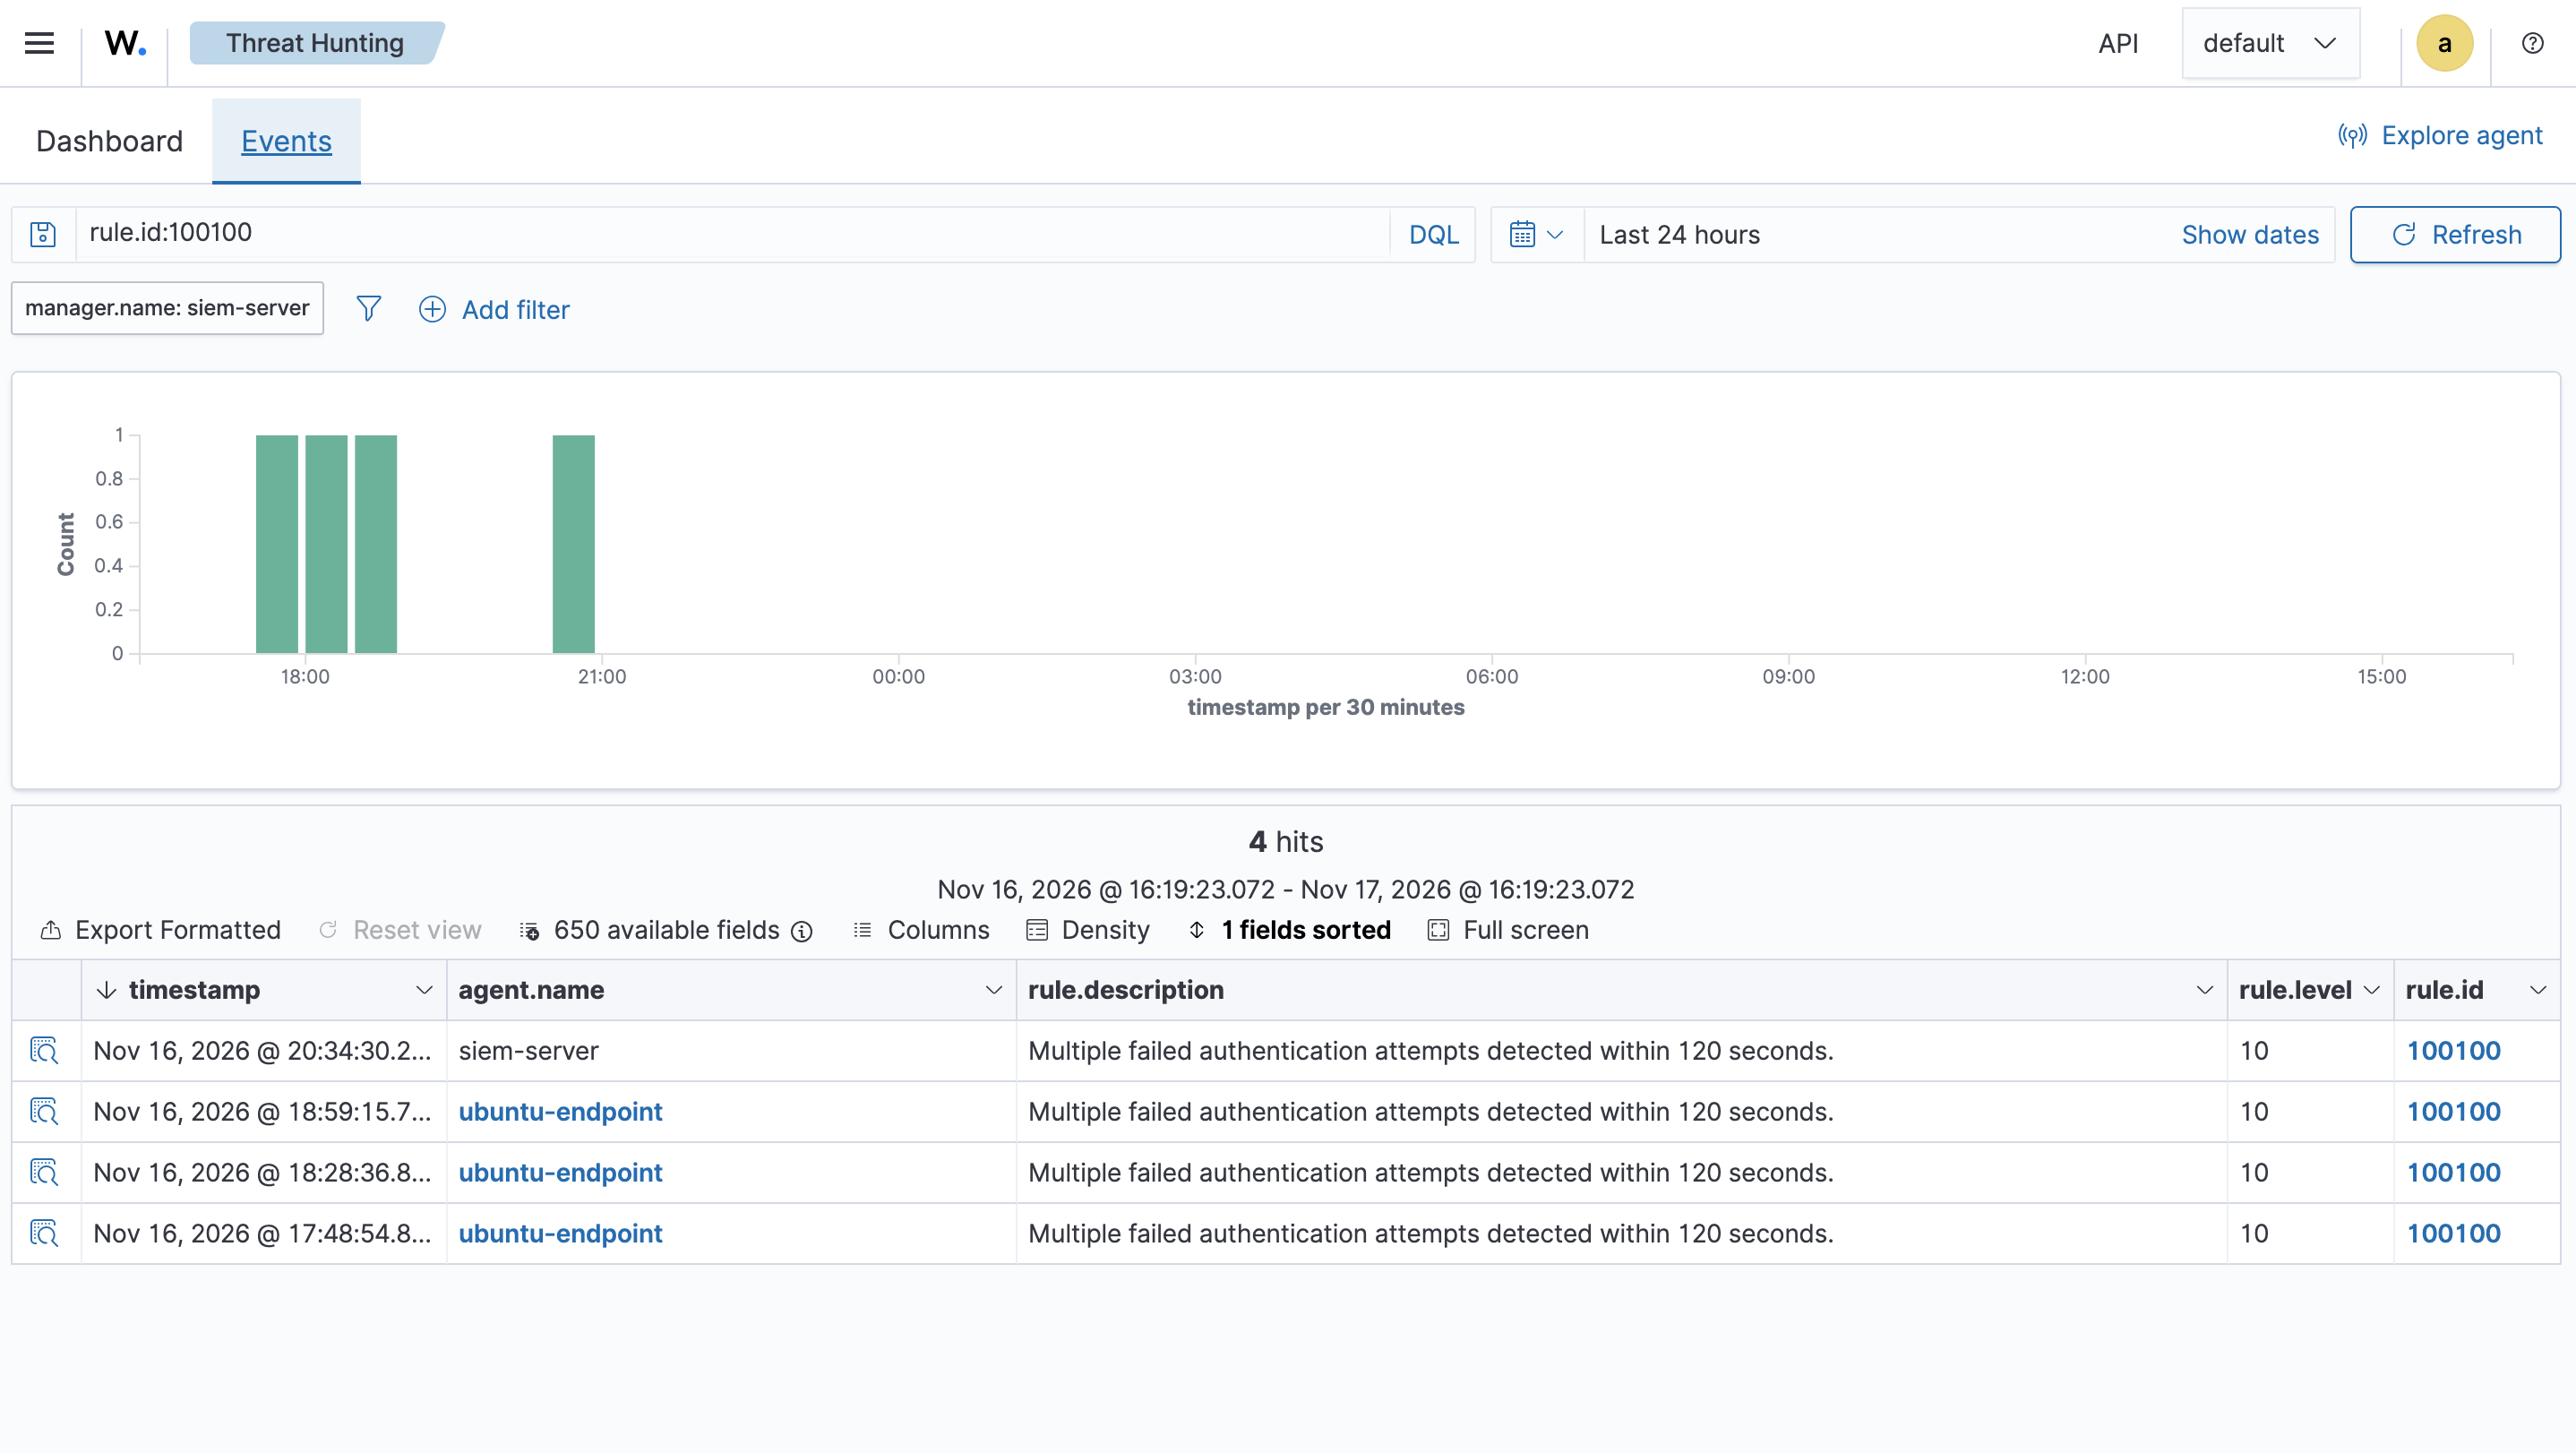 W. Threat Hunting API default a
Dashboard Events Explore agent
rule.id:100100 DQL Last 24 hours Show dates Refresh
manager.name: siem-server Add filter
1
0.8
0.6
0.4
0.2
0
Count
18:00 21:00 00:00 03:00 06:00 09:00 12:00 15:00
timestamp per 30 minutes
4 hits
Nov 16, 2026 @ 16:19:23.072 - Nov 17, 2026 @ 16:19:23.072
Export Formatted Reset view 650 available fields Columns Density 1 fields sorted Full screen
timestamp agent.name rule.description rule.level rule.id
Nov 16, 2026 @ 20:34:30.2... siem-server Multiple failed authentication attempts detected within 120 seconds. 10 100100
Nov 16, 2026 @ 18:59:15.7... ubuntu-endpoint Multiple failed authentication attempts detected within 120 seconds. 10 100100
Nov 16, 2026 @ 18:28:36.8... ubuntu-endpoint Multiple failed authentication attempts detected within 120 seconds. 10 100100
Nov 16, 2026 @ 17:48:54.8... ubuntu-endpoint Multiple failed authentication attempts detected within 120 seconds. 10 100100